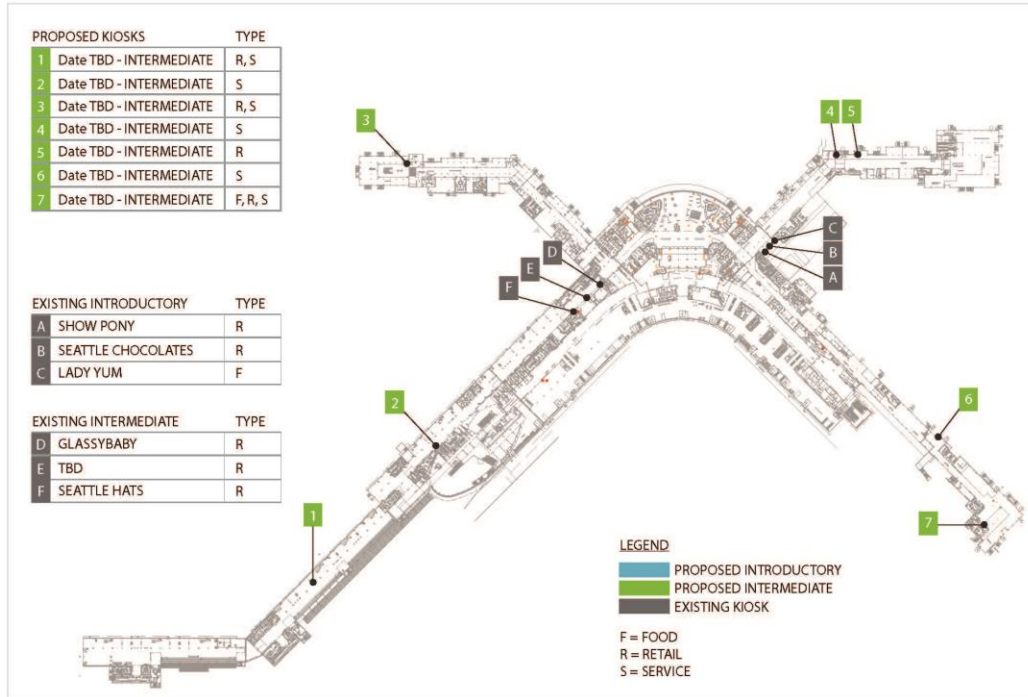 PROPOSED KIOSKS TYPE
1 Date TBD - INTERMEDIATE R, S
2 Date TBD - INTERMEDIATE S
3 Date TBD - INTERMEDIATE R, S
4 Date TBD - INTERMEDIATE S
5 Date TBD - INTERMEDIATE R
6 Date TBD - INTERMEDIATE S
7 Date TBD - INTERMEDIATE F, R, S
EXISTING INTRODUCTORY TYPE
A SHOW PONY R
B SEATTLE CHOCOLATES R
C LADY YUM F
EXISTING INTERMEDIATE TYPE
D GLASSYBABY R
E TBD R
F SEATTLE HATS R
3
4 5
C
B
A
D
E
F
2
6
1
7
LEGEND
PROPOSED INTRODUCTORY
PROPOSED INTERMEDIATE
EXISTING KIOSK
F = FOOD
R = RETAIL
S = SERVICE